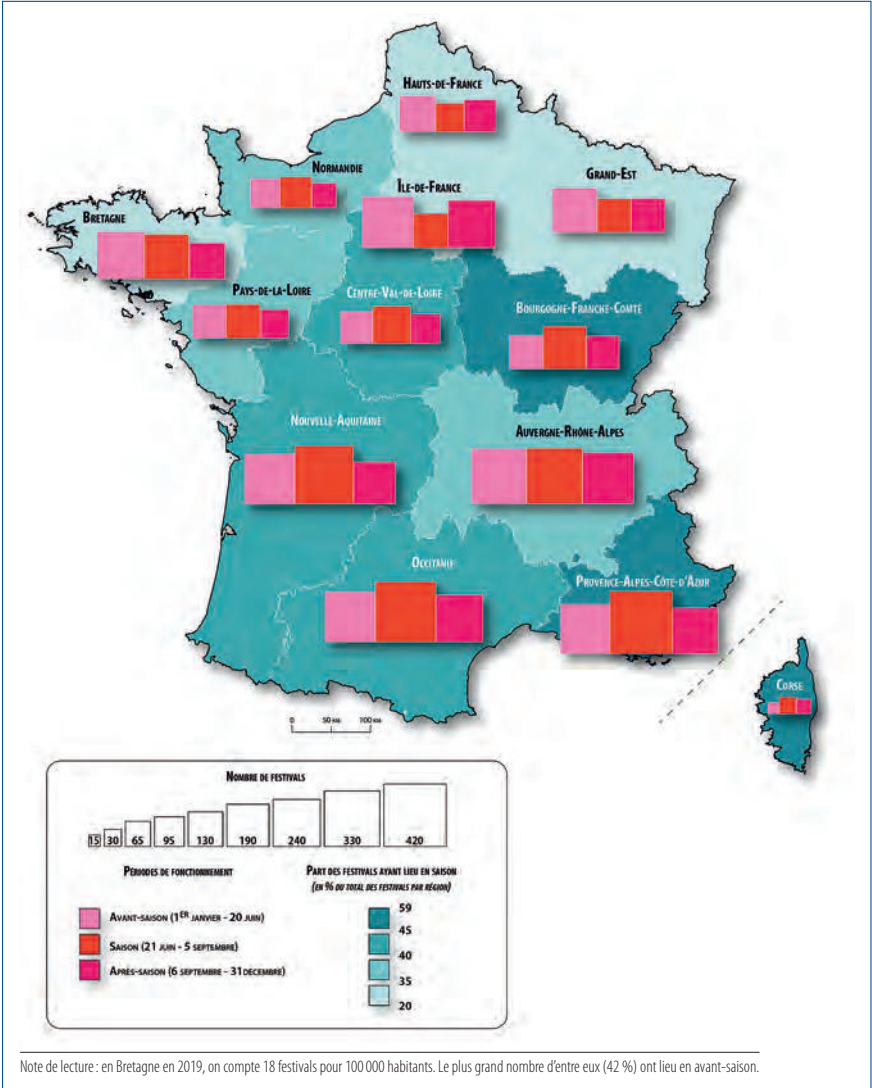 HAUTS-DE-FRANCE
NORMANDIE
ÎLE-DE-FRANCE
GRAND-EST
BRETAGNE
PAYS-DE-LA-LOIRE
CENTRE-VAL-DE-LOIRE
BOURGOGNE-FRANCHE-COMTÉ
NOUVELLE-AQUITAINE
AUVERGNE-RHÔNE-ALPES
OCCITANIE
PROVENCE-ALPES-CÔTE-D'AZUR
CORSE
0 50 KM 100 KM
NOMBRE DE FESTIVALS
15 30 65 95 130 190 240 330 420
PÉRIODES DE FONCTIONNEMENT
AVANT-SAISON (1ER JANVIER - 20 JUIN)
SAISON (21 JUIN - 5 SEPTEMBRE)
APRÈS-SAISON (6 SEPTEMBRE - 31 DÉCEMBRE)
PART DES FESTIVALS AYANT LIEU EN SAISON
(EN % DU TOTAL DES FESTIVALS PAR RÉGION)
59
45
40
35
20
Note de lecture : en Bretagne en 2019, on compte 18 festivals pour 100 000 habitants. Le plus grand nombre d'entre eux (42 %) ont lieu en avant-saison.